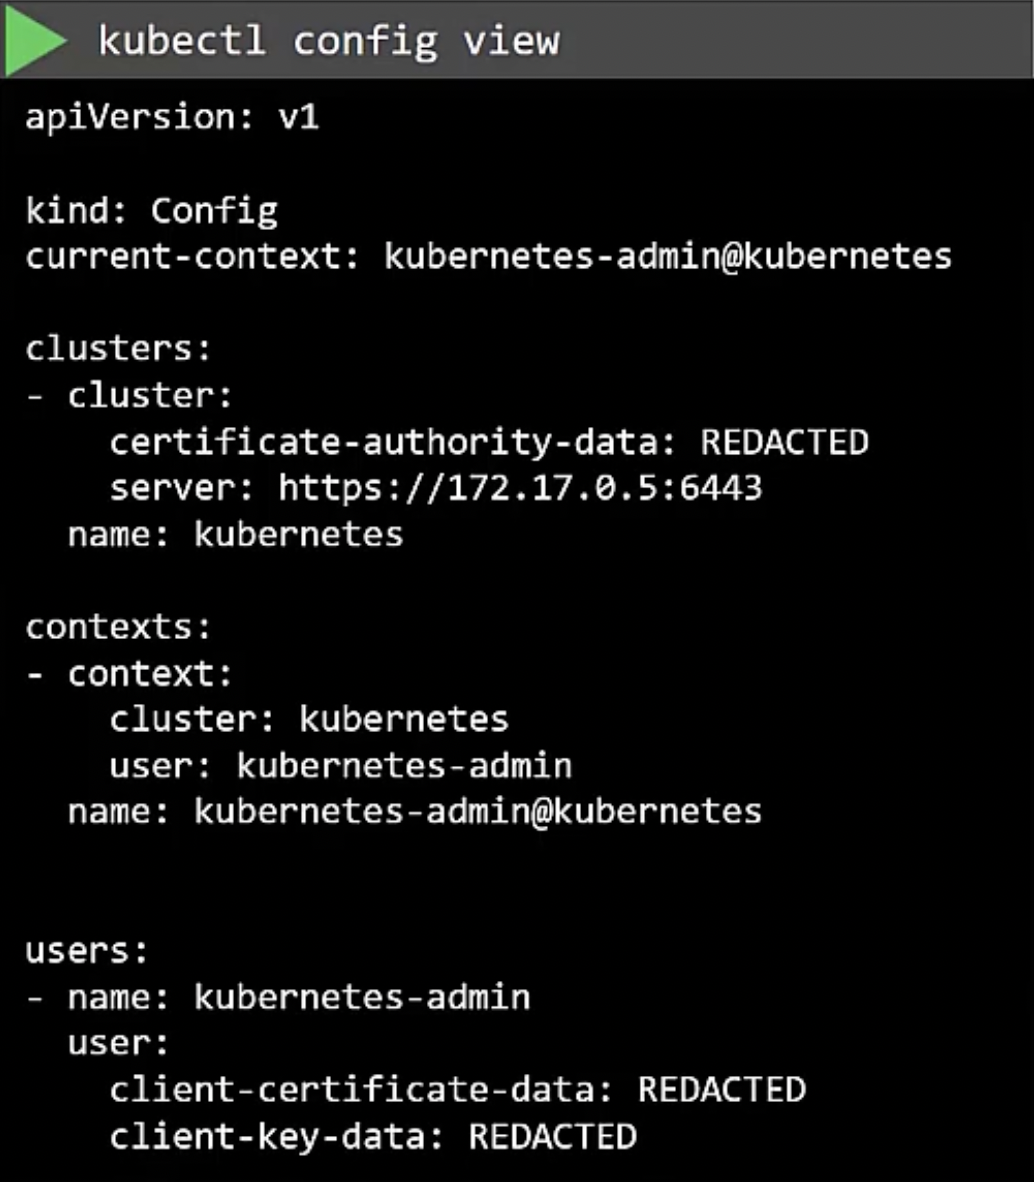 kubectl config view
apiVersion: v1
kind: Config
current-context: kubernetes-admin@kubernetes
clusters:
- cluster:
    certificate-authority-data: REDACTED
    server: https://172.17.0.5:6443
  name: kubernetes
contexts:
- context:
    cluster: kubernetes
    user: kubernetes-admin
  name: kubernetes-admin@kubernetes
users:
- name: kubernetes-admin
  user:
    client-certificate-data: REDACTED
    client-key-data: REDACTED